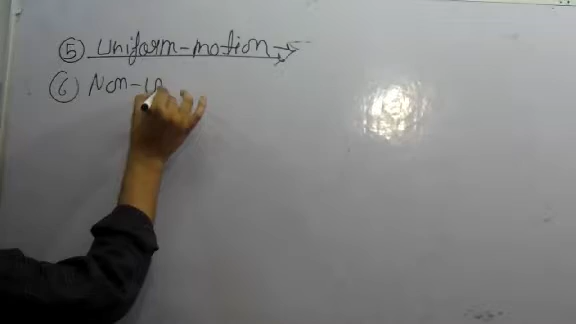 ⑤ Uniform-motion →
⑥ Non-u